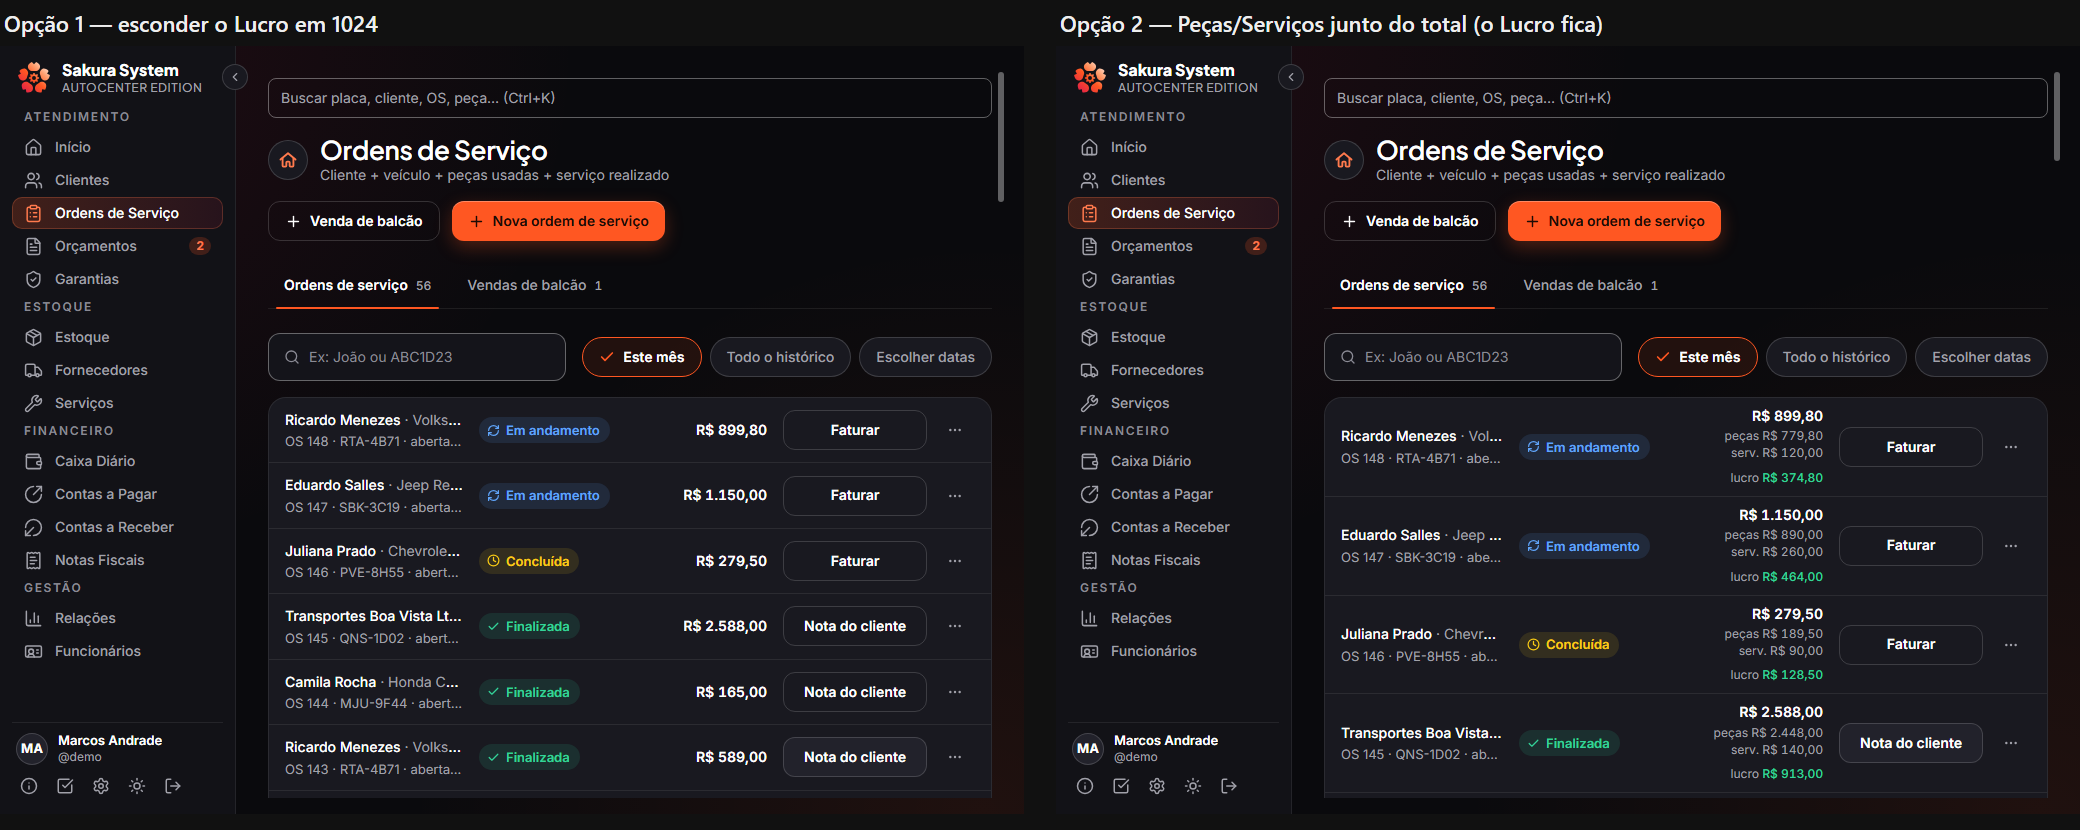 Opção 1 — esconder o Lucro em 1024
Sakura System
AUTOCENTER EDITION
ATENDIMENTO
Início
Clientes
Ordens de Serviço
Orçamentos 2
Garantias
ESTOQUE
Estoque
Fornecedores
Serviços
FINANCEIRO
Caixa Diário
Contas a Pagar
Contas a Receber
Notas Fiscais
GESTÃO
Relações
Funcionários
MA
Marcos Andrade
@demo
Buscar placa, cliente, OS, peça... (Ctrl+K)
Ordens de Serviço
Cliente + veículo + peças usadas + serviço realizado
+ Venda de balcão
+ Nova ordem de serviço
Ordens de serviço 56
Vendas de balcão 1
Ex: João ou ABC1D23
Este mês
Todo o histórico
Escolher datas
Ricardo Menezes · Volks...
OS 148 · RTA-4B71 · aberta...
Em andamento
R$ 899,80
Faturar
Eduardo Salles · Jeep Re...
OS 147 · SBK-3C19 · aberta...
Em andamento
R$ 1.150,00
Faturar
Juliana Prado · Chevrole...
OS 146 · PVE-8H55 · abert...
Concluída
R$ 279,50
Faturar
Transportes Boa Vista Lt...
OS 145 · QNS-1D02 · abert...
Finalizada
R$ 2.588,00
Nota do cliente
Camila Rocha · Honda C...
OS 144 · MJU-9F44 · abert...
Finalizada
R$ 165,00
Nota do cliente
Ricardo Menezes · Volks...
OS 143 · RTA-4B71 · aberta...
Finalizada
R$ 589,00
Nota do cliente
Opção 2 — Peças/Serviços junto do total (o Lucro fica)
Sakura System
AUTOCENTER EDITION
ATENDIMENTO
Início
Clientes
Ordens de Serviço
Orçamentos 2
Garantias
ESTOQUE
Estoque
Fornecedores
Serviços
FINANCEIRO
Caixa Diário
Contas a Pagar
Contas a Receber
Notas Fiscais
GESTÃO
Relações
Funcionários
MA
Marcos Andrade
@demo
Buscar placa, cliente, OS, peça... (Ctrl+K)
Ordens de Serviço
Cliente + veículo + peças usadas + serviço realizado
+ Venda de balcão
+ Nova ordem de serviço
Ordens de serviço 56
Vendas de balcão 1
Ex: João ou ABC1D23
Este mês
Todo o histórico
Escolher datas
Ricardo Menezes · Vol...
OS 148 · RTA-4B71 · abe...
Em andamento
R$ 899,80
peças R$ 779,80
serv. R$ 120,00
lucro R$ 374,80
Faturar
Eduardo Salles · Jeep ...
OS 147 · SBK-3C19 · abe...
Em andamento
R$ 1.150,00
peças R$ 890,00
serv. R$ 260,00
lucro R$ 464,00
Faturar
Juliana Prado · Chevr...
OS 146 · PVE-8H55 · ab...
Concluída
R$ 279,50
peças R$ 189,50
serv. R$ 90,00
lucro R$ 128,50
Faturar
Transportes Boa Vista...
OS 145 · QNS-1D02 · ab...
Finalizada
R$ 2.588,00
peças R$ 2.448,00
serv. R$ 140,00
lucro R$ 913,00
Nota do cliente